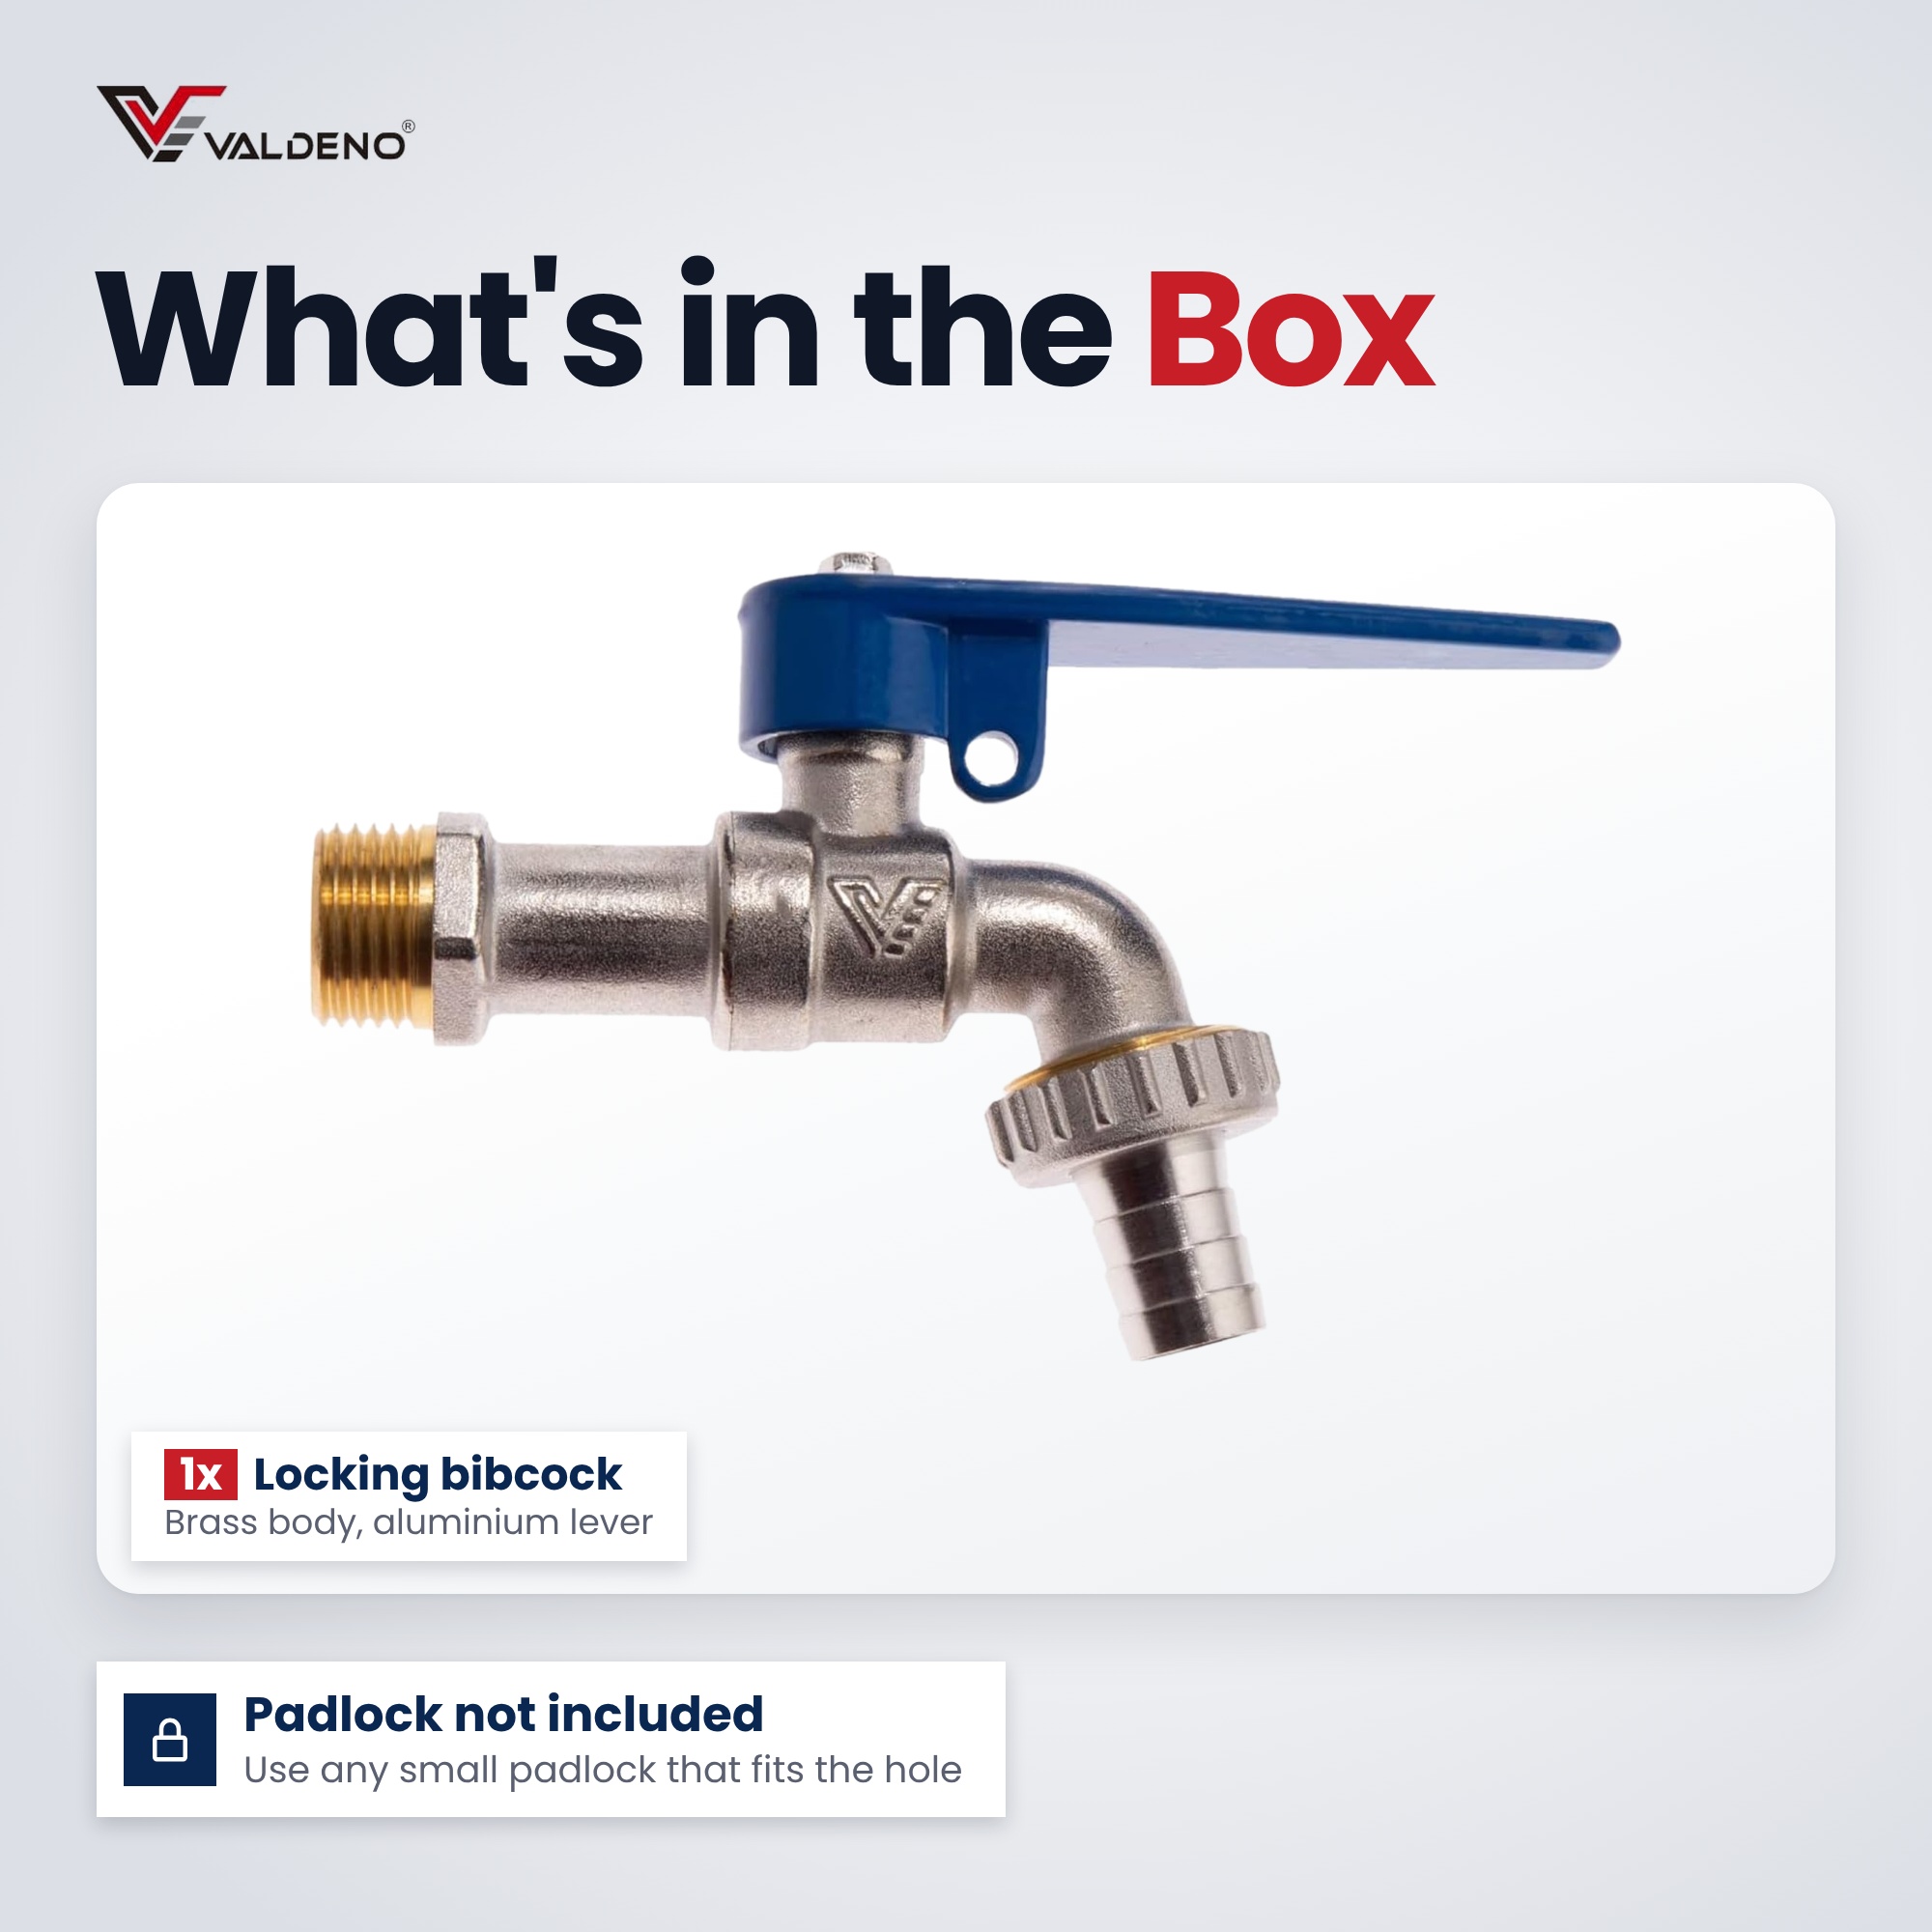 VALDENO®
What's in the Box
1x Locking bibcock
Brass body, aluminium lever
Padlock not included
Use any small padlock that fits the hole